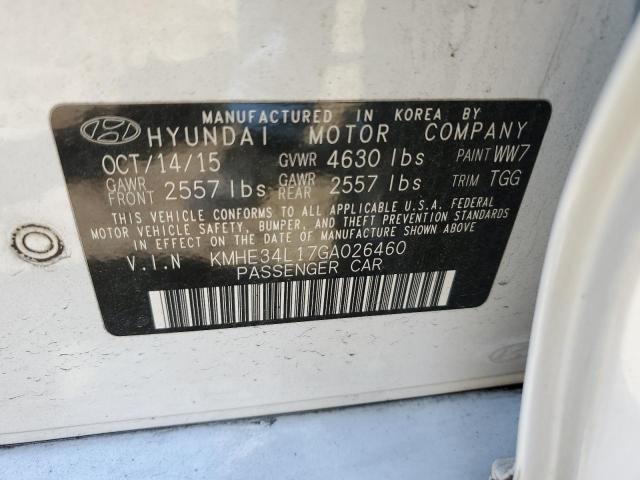 MANUFACTURED IN KOREA BY
HYUNDAI MOTOR COMPANY
OCT/14/15 GVWR 4630 lbs PAINT WW7
GAWR FRONT 2557 lbs GAWR REAR 2557 lbs TRIM TGG
THIS VEHICLE CONFORMS TO ALL APPLICABLE U.S.A. FEDERAL
MOTOR VEHICLE SAFETY, BUMPER, AND THEFT PREVENTION STANDARDS
IN EFFECT ON THE DATE OF MANUFACTURE SHOWN ABOVE.
V.I.N KMHE34L17GA026460
PASSENGER CAR